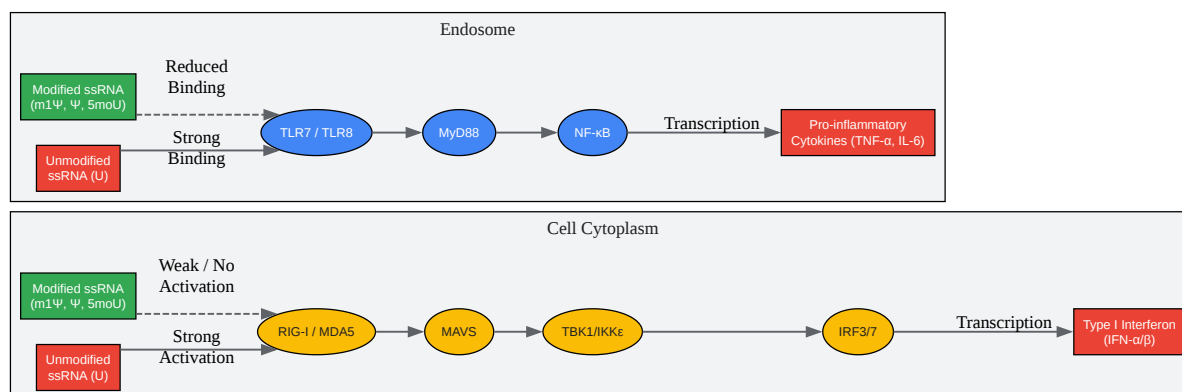 Endosome
Modified ssRNA
(m1Ψ, Ψ, 5moU)
Reduced
Binding
Strong
Binding
Unmodified
ssRNA (U)
TLR7 / TLR8
MyD88
NF-κB
Transcription
Pro-inflammatory
Cytokines (TNF-α, IL-6)
Cell Cytoplasm
Modified ssRNA
(m1Ψ, Ψ, 5moU)
Weak / No
Activation
Strong
Activation
Unmodified
ssRNA (U)
RIG-I / MDA5
MAVS
TBK1/IKKε
IRF3/7
Transcription
Type I Interferon
(IFN-α/β)